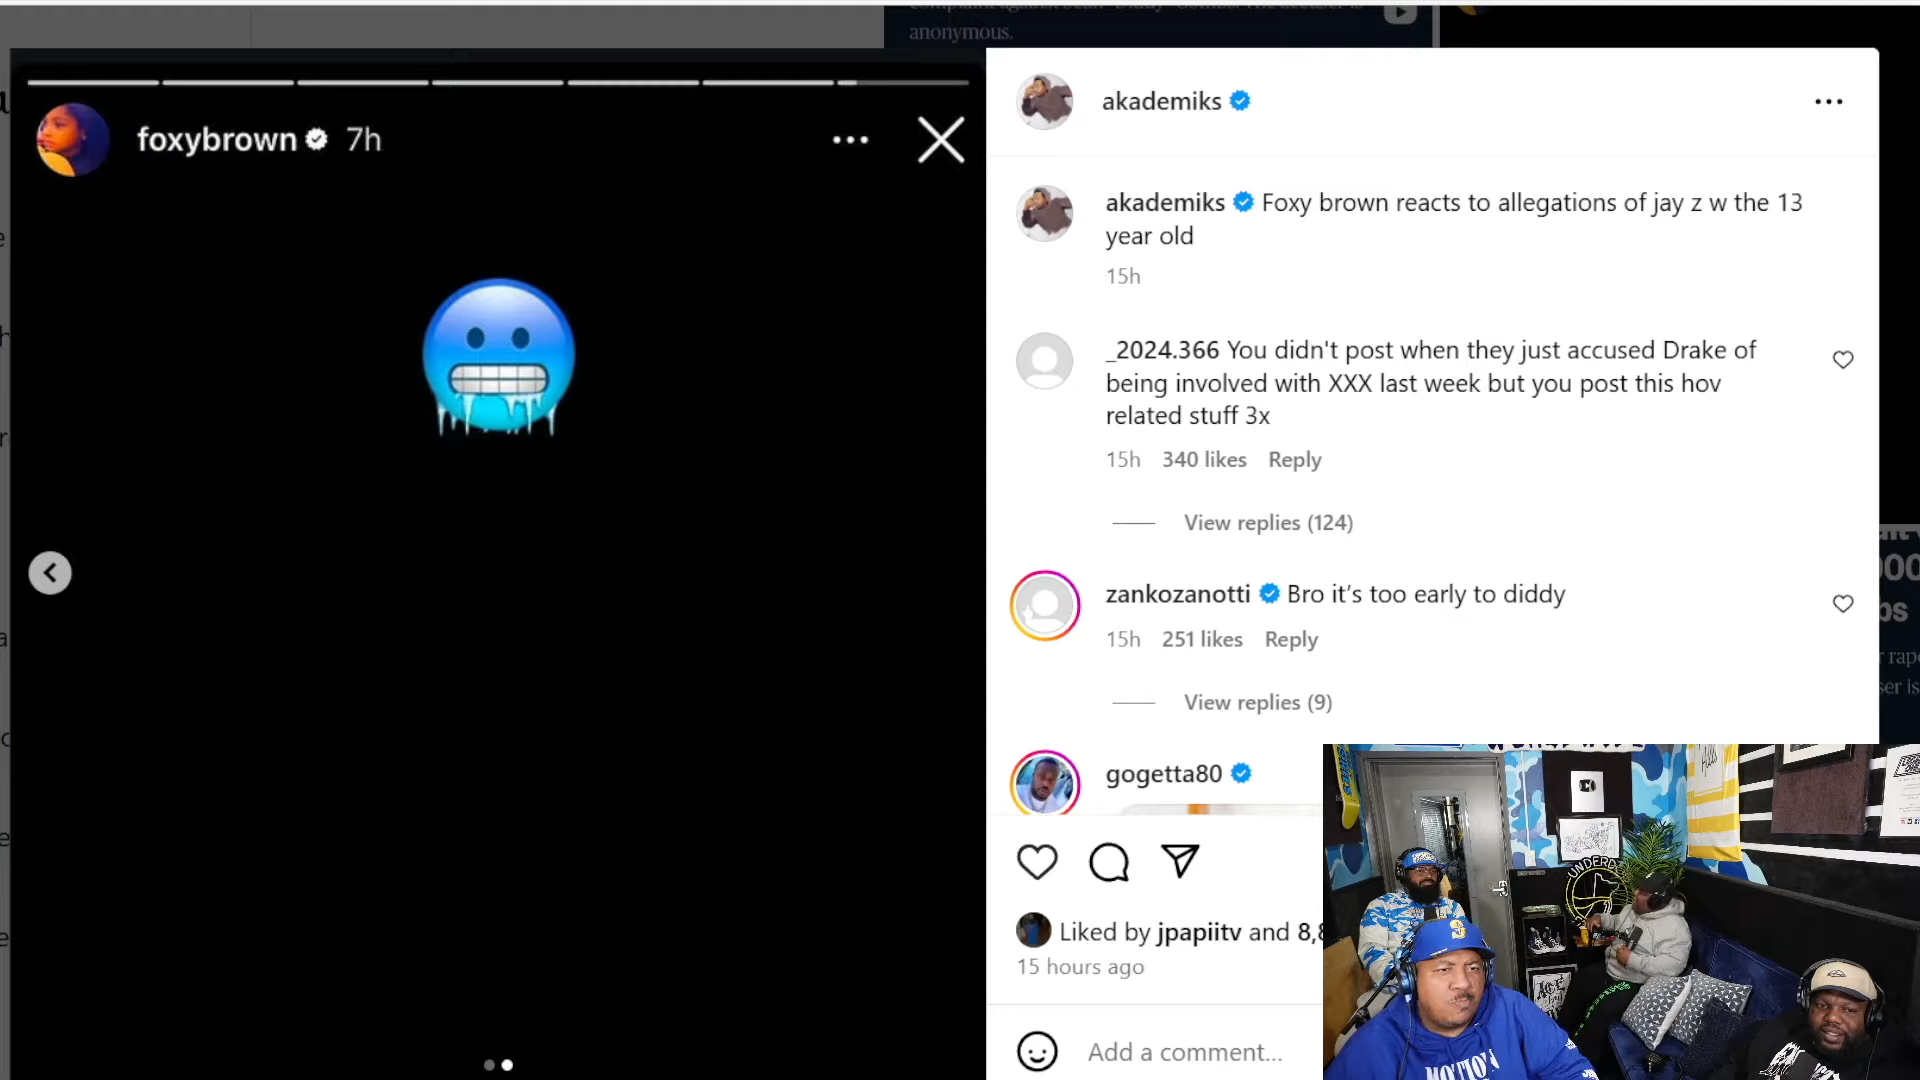 anonymous.
foxybrown 7h
akademiks
akademiks Foxy brown reacts to allegations of jay z w the 13
year old
15h
_2024.366 You didn't post when they just accused Drake of
being involved with XXX last week but you post this hov
related stuff 3x
15h 340 likes Reply
View replies (124)
zankozanotti Bro it’s too early to diddy
15h 251 likes Reply
View replies (9)
gogetta80
Liked by jpapiitv and 8,8
15 hours ago
Add a comment...
UNDERD
S